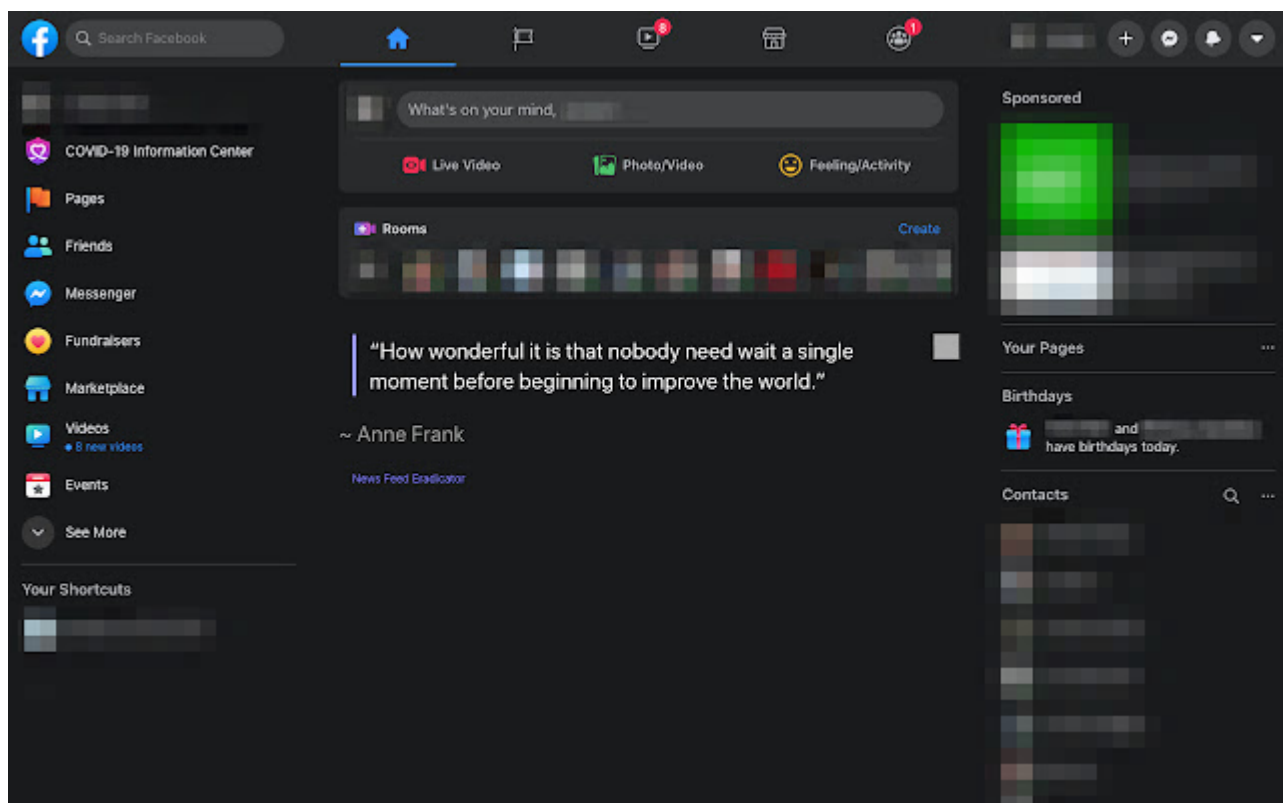 Search Facebook
8
1
COVID-19 Information Center
Pages
Friends
Messenger
Fundraisers
Marketplace
Videos
8 new videos
Events
See More
Your Shortcuts
What's on your mind,
Live Video
Photo/Video
Feeling/Activity
Rooms
Create
“How wonderful it is that nobody need wait a single
moment before beginning to improve the world.”
~ Anne Frank
News Feed Eradicator
Sponsored
Your Pages
Birthdays
and
have birthdays today.
Contacts